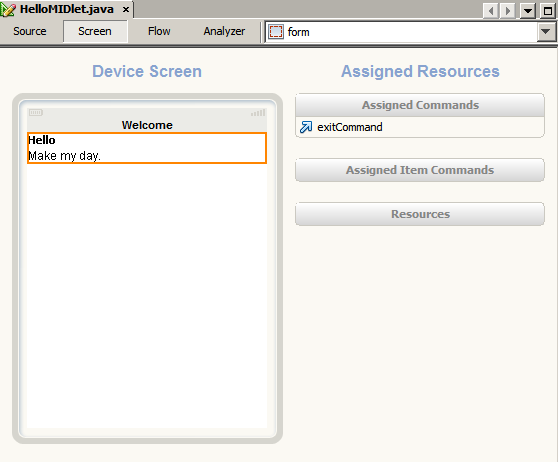 HelloMIDlet.java ×
Source Screen Flow Analyzer form
Device Screen
Assigned Resources
Welcome
Hello
Make my day.
Assigned Commands
exitCommand
Assigned Item Commands
Resources